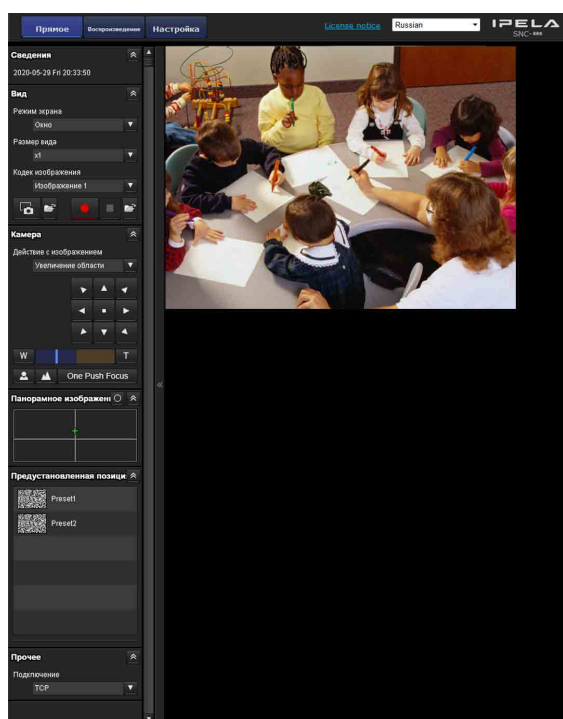 Прямое Воспроизведение Настройка License notice Russian IPELA
SNC-***
Сведения
2020-05-29 Fri 20:33:50
Вид
Режим экрана
Окно
Размер вида
x1
Кодек изображения
Изображение 1
Камера
Действие с изображением
Увеличение области
W T
One Push Focus
Панорамное изображені
Предустановленная позици
Preset1
Preset2
Прочее
Подключение
TCP